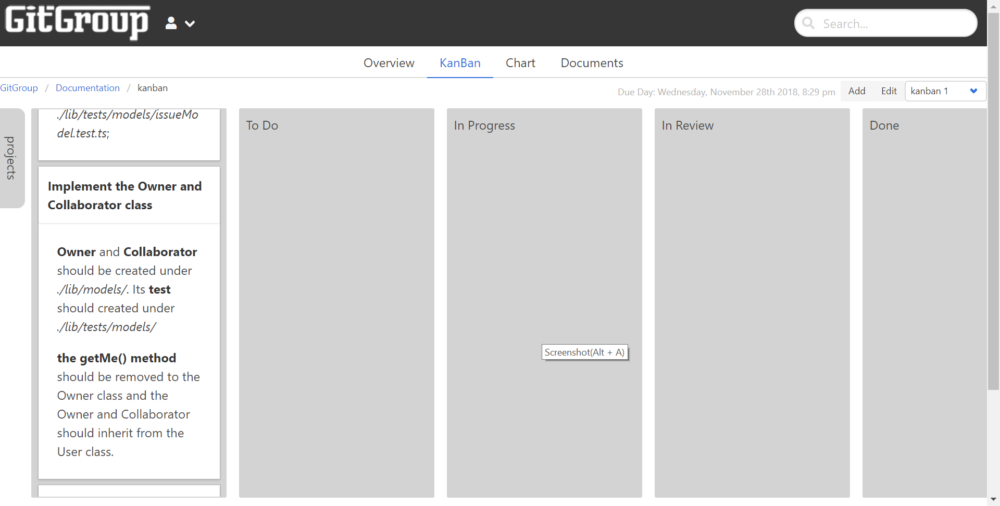 GitGroup
Search...
Overview
KanBan
Chart
Documents
GitGroup / Documentation / kanban
Due Day: Wednesday, November 28th 2018, 8:29 pm
Add
Edit
kanban 1
projects
./lib/tests/models/issueMo
del.test.ts;
Implement the Owner and
Collaborator class
Owner and Collaborator
should be created under
./lib/models/. Its test
should created under
./lib/tests/models/
the getMe() method
should be removed to the
Owner class and the
Owner and Collaborator
should inherit from the
User class.
To Do
In Progress
Screenshot(Alt + A)
In Review
Done